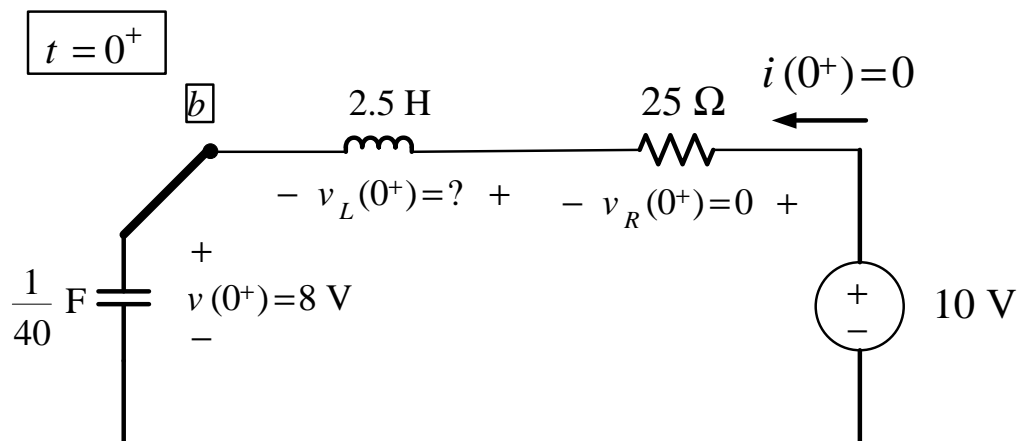 t = 0⁺
i(0⁺)=0
b
2.5 H
25 Ω
− v_L(0⁺)=? +
− v_R(0⁺)=0 +
+
1/40 F
v(0⁺)=8 V
−
+
−
10 V